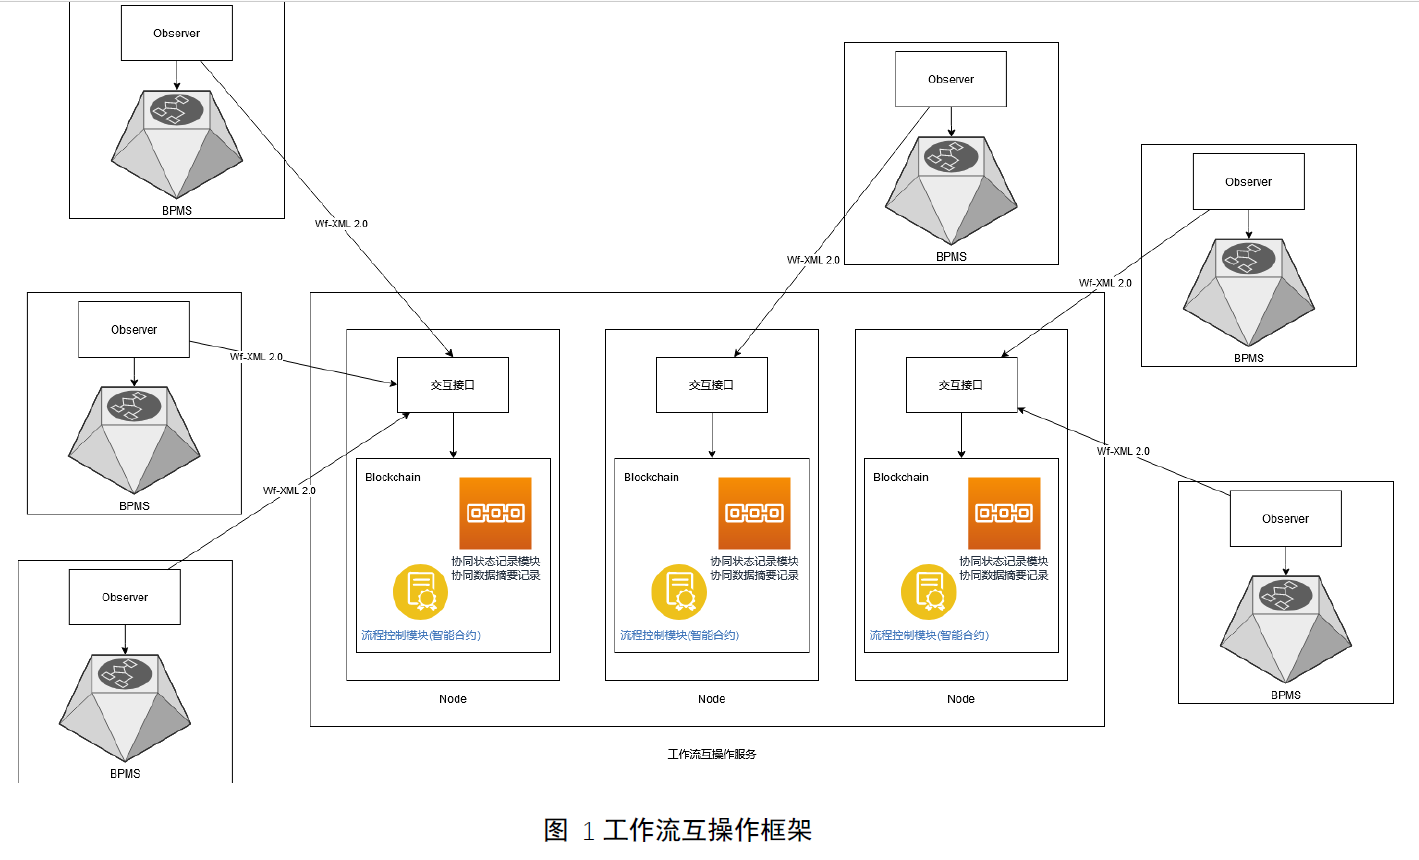 Observer
BPMS
Wf-XML 2.0
Observer
BPMS
Wf-XML 2.0
Observer
BPMS
Wf-XML 2.0
Observer
BPMS
Wf-XML 2.0
Observer
BPMS
Wf-XML 2.0
Observer
BPMS
Wf-XML 2.0
交互接口
Blockchain
协同状态记录模块
协同数据摘要记录
流程控制模块(智能合约)
Node
交互接口
Blockchain
协同状态记录模块
协同数据摘要记录
流程控制模块(智能合约)
Node
交互接口
Blockchain
协同状态记录模块
协同数据摘要记录
流程控制模块(智能合约)
Node
工作流互操作服务
图 1工作流互操作框架